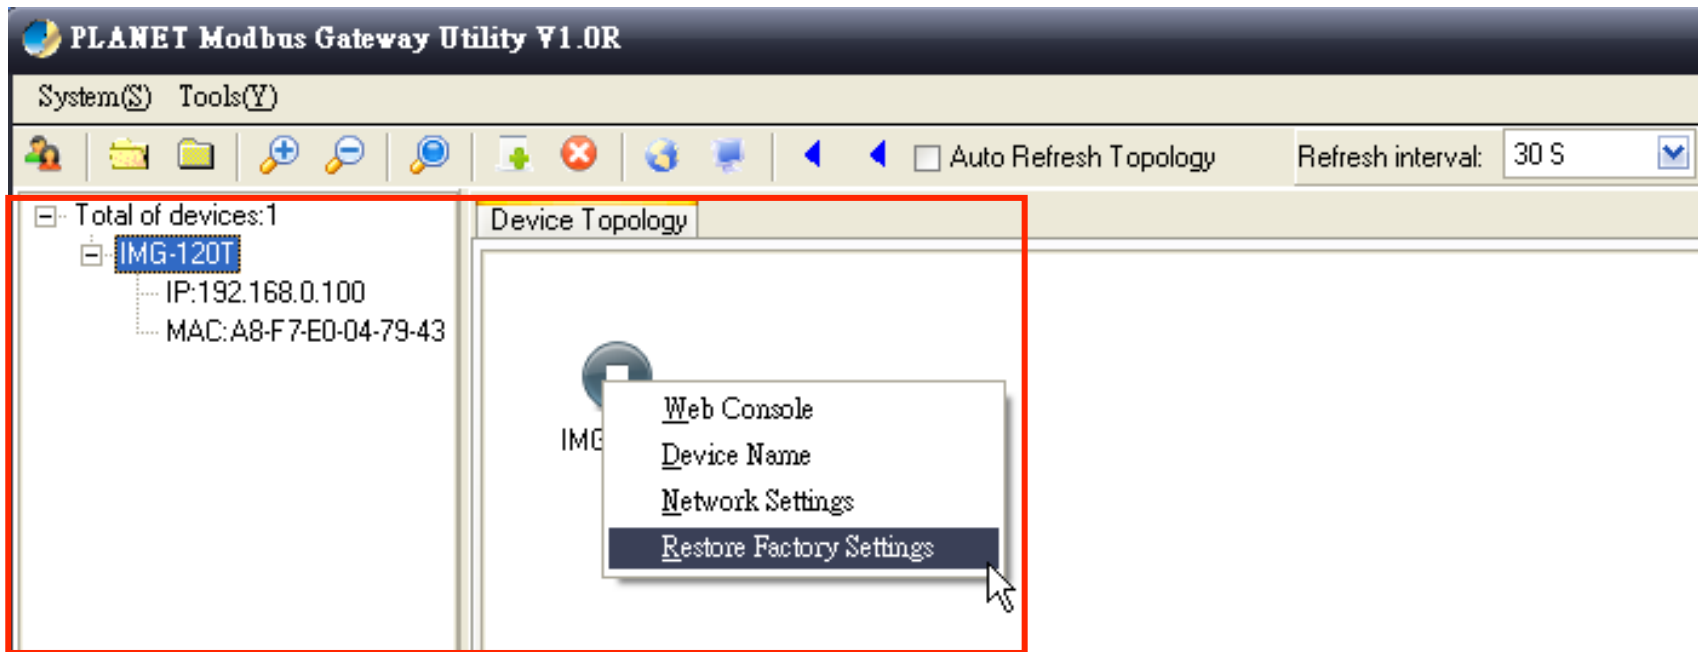 PLANET Modbus Gateway Utility V1.0R
System(S) Tools(Y)
Auto Refresh Topology Refresh interval: 30 S
Total of devices:1
IMG-120T
IP:192.168.0.100
MAC:A8-F7-E0-04-79-43
Device Topology
IMG
Web Console
Device Name
Network Settings
Restore Factory Settings